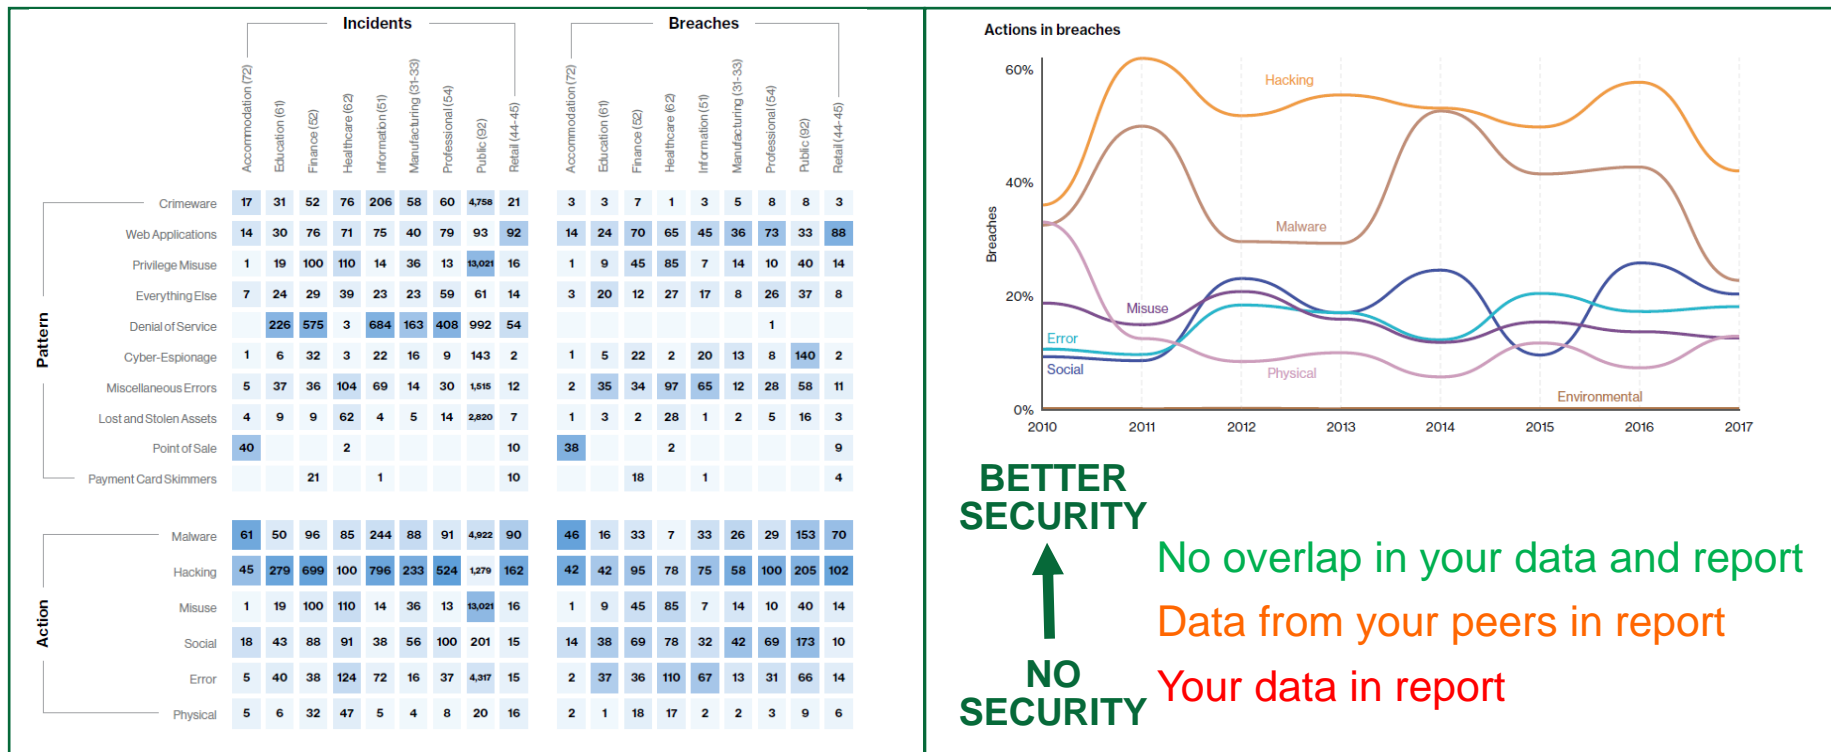 Incidents
Breaches
Accommodation (72)
Education (61)
Finance (52)
Healthcare (62)
Information (51)
Manufacturing (31-33)
Professional (54)
Public (92)
Retail (44-45)
Accommodation (72)
Education (61)
Finance (52)
Healthcare (62)
Information (51)
Manufacturing (31-33)
Professional (54)
Public (92)
Retail (44-45)
Pattern
Crimeware 17 31 52 76 206 58 60 4,758 21 3 3 7 1 3 5 8 8 3
Web Applications 14 30 76 71 75 40 79 93 92 14 24 70 65 45 36 73 33 88
Privilege Misuse 1 19 100 110 14 36 13 13,021 16 1 9 45 85 7 14 10 40 14
Everything Else 7 24 29 39 23 23 59 61 14 3 20 12 27 17 8 26 37 8
Denial of Service 226 575 3 684 163 408 992 54 1
Cyber-Espionage 1 6 32 3 22 16 9 143 2 1 5 22 2 20 13 8 140 2
Miscellaneous Errors 5 37 36 104 69 14 30 1,515 12 2 35 34 97 65 12 28 58 11
Lost and Stolen Assets 4 9 9 62 4 5 14 2,820 7 1 3 2 28 1 2 5 16 3
Point of Sale 40 2 10 38 2 9
Payment Card Skimmers 21 1 10 18 1 4
Action
Malware 61 50 96 85 244 88 91 4,922 90 46 16 33 7 33 26 29 153 70
Hacking 45 279 699 100 796 233 524 1,279 162 42 42 95 78 75 58 100 205 102
Misuse 1 19 100 110 14 36 13 13,021 16 1 9 45 85 7 14 10 40 14
Social 18 43 88 91 38 56 100 201 15 14 38 69 78 32 42 69 173 10
Error 5 40 38 124 72 16 37 4,317 15 2 37 36 110 67 13 31 66 14
Physical 5 6 32 47 5 4 8 20 16 2 1 18 17 2 2 3 9 6
Actions in breaches
60%
40%
20%
0%
Breaches
Hacking
Malware
Misuse
Error
Social
Physical
Environmental
2010 2011 2012 2013 2014 2015 2016 2017
BETTER
SECURITY
No overlap in your data and report
Data from your peers in report
NO
SECURITY
Your data in report